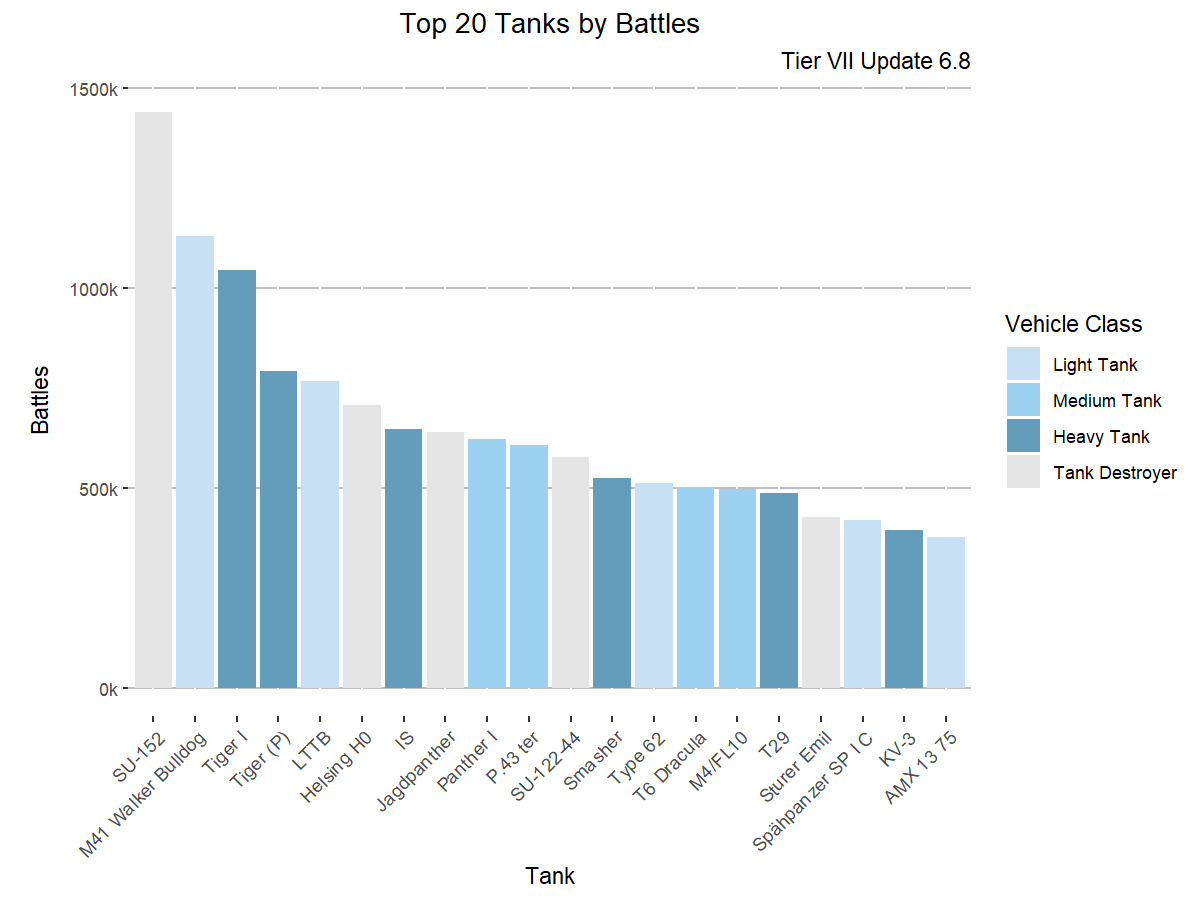 Top 20 Tanks by Battles
Tier VII Update 6.8
1500k
1000k
500k
0k
Battles
SU-152
M41 Walker Bulldog
Tiger I
Tiger (P)
LTTB
Helsing H0
IS
Jagdpanther
Panther I
P.43 ter
SU-122-44
Smasher
Type 62
T6 Dracula
M4/FL10
T29
Sturer Emil
Spähpanzer SP I C
KV-3
AMX 13 75
Tank
Vehicle Class
Light Tank
Medium Tank
Heavy Tank
Tank Destroyer